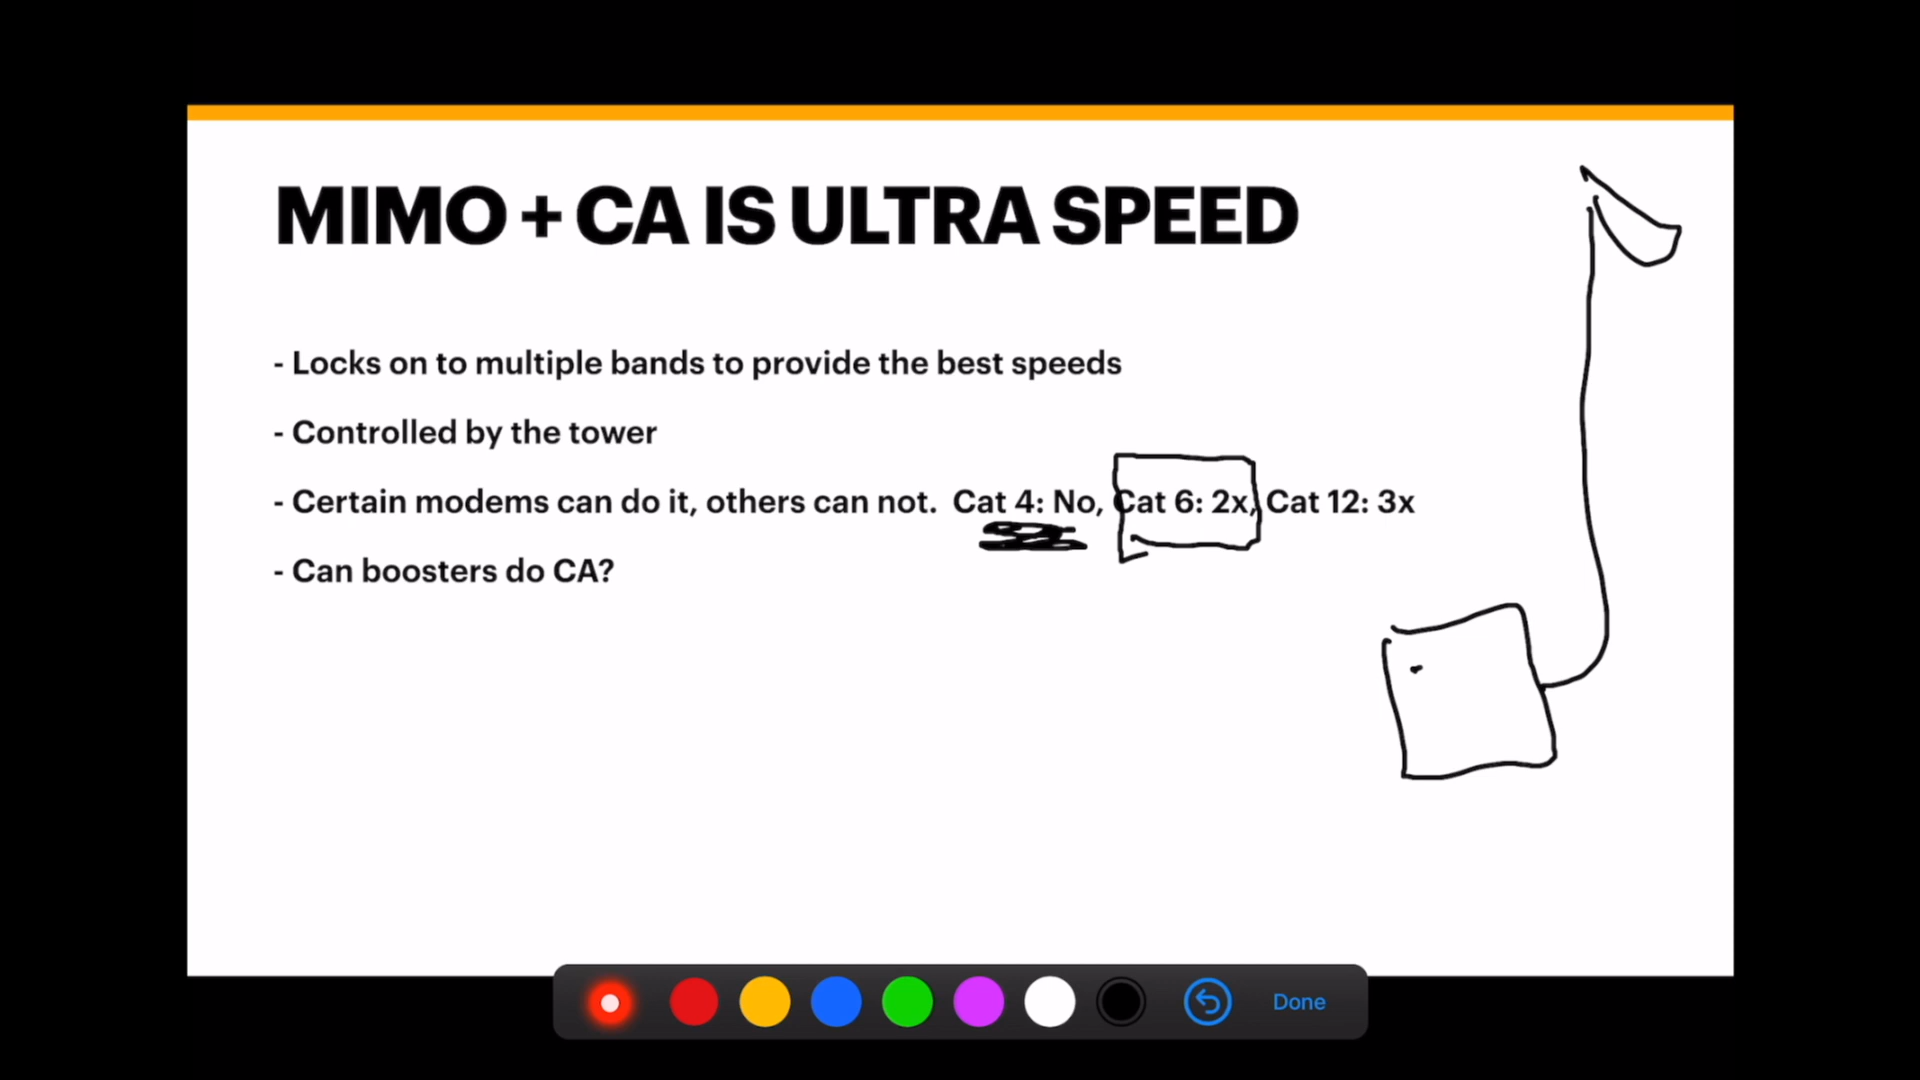 MIMO + CA IS ULTRA SPEED
- Locks on to multiple bands to provide the best speeds
- Controlled by the tower
- Certain modems can do it, others can not. Cat 4: No, Cat 6: 2x, Cat 12: 3x
- Can boosters do CA?
Done